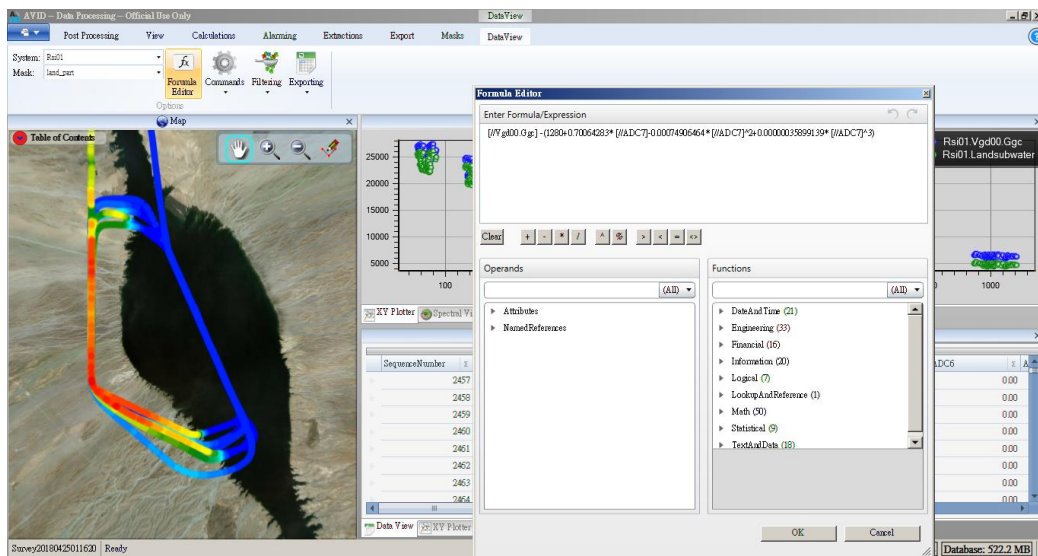 AVID -- Data Processing -- Official Use Only
DataView
Post Processing View Calculations Alarming Extractions Export Masks DataView
System: Rsi01
Mask: land_part
Formula Editor
Commands
Filtering
Exporting
Options
Map
Table of Contents
25000
20000
15000
10000
5000
100
1000
Rsi01.Vgd00.Ggc
Rsi01.Landsubwater
XY Plotter
SequenceNumber
ADC6
2457 0.00
2458 0.00
2459 0.00
2460 0.00
2461 0.00
2462 0.00
2463 0.00
2464 0.00
Data View XY Plotter
Formula Editor
Enter Formula/Expression
[//Vgd00.Ggc] -(1280+0.70064283* [//ADC7]-0.00074906464* [//ADC7]^2+0.00000035899139* [//ADC7]^3)
Clear + - * / ^ % > < = <>
Operands
(All)
Attributes
NamedReferences
Functions
(All)
DateAndTime (21)
Engineering (33)
Financial (16)
Information (20)
Logical (7)
LookupAndReference (1)
Math (50)
Statistical (9)
TextAndData (18)
OK Cancel
Survey20180425011620 Ready
Database: 522.2 MB